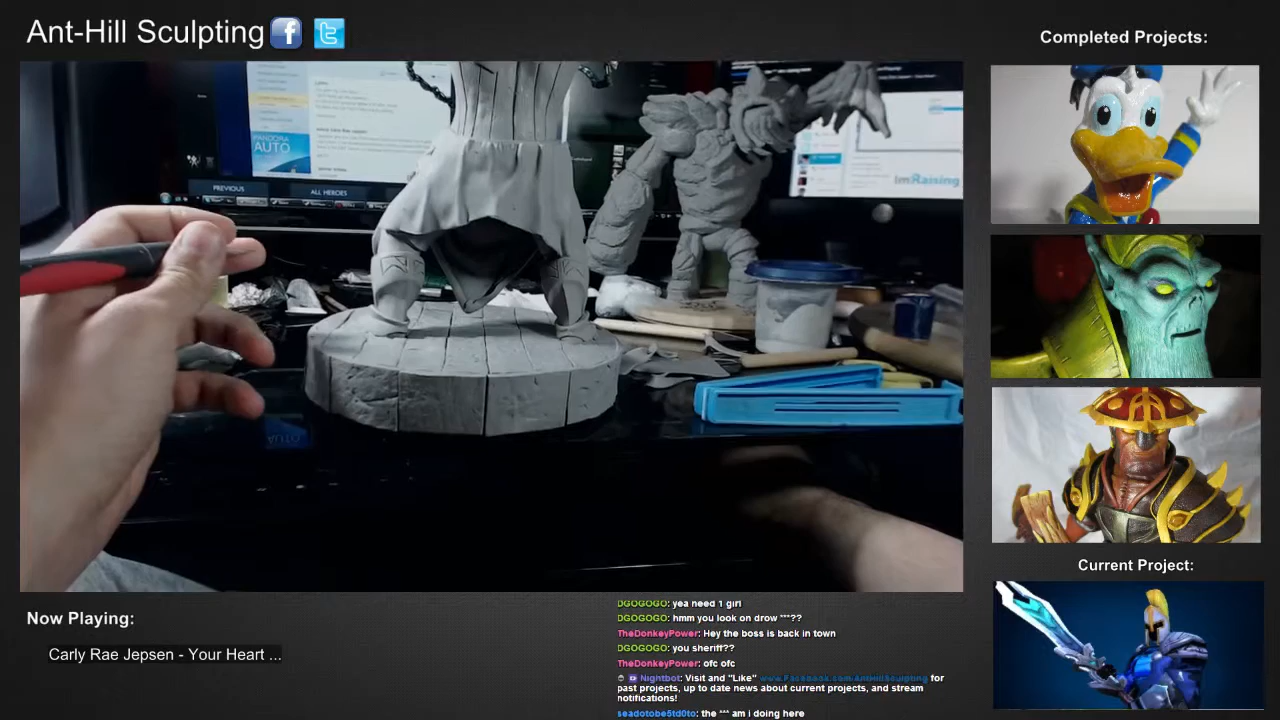 Ant-Hill Sculpting
Completed Projects:
PANDORA
AUTO
PREVIOUS
ALL HEROES
imRaising
Current Project:
Now Playing:
Carly Rae Jepsen - Your Heart ...
DGOGOGO: yea need 1 girl
DGOGOGO: hmm you look on drow ***??
TheDonkeyPower: Hey the boss is back in town
DGOGOGO: you sheriff??
TheDonkeyPower: ofc ofc
Nightbot: Visit and "Like" www.Facebook.com/AntHillSculpting for
past projects, up to date news about current projects, and stream
notifications!
seadotobe5td0to: the *** am i doing here